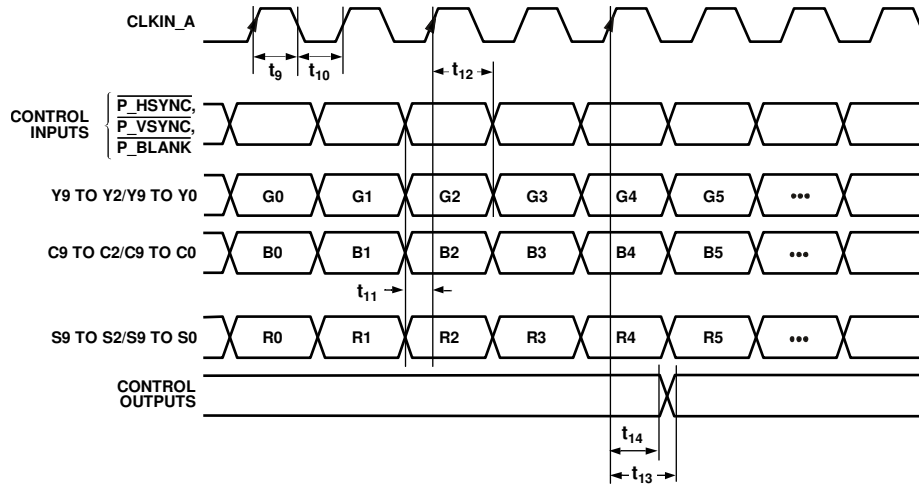 CLKIN_A
t9
t10
t12
CONTROL INPUTS
P_HSYNC,
P_VSYNC,
P_BLANK
Y9 TO Y2/Y9 TO Y0
G0 G1 G2 G3 G4 G5 •••
C9 TO C2/C9 TO C0
B0 B1 B2 B3 B4 B5 •••
t11
S9 TO S2/S9 TO S0
R0 R1 R2 R3 R4 R5 •••
CONTROL
OUTPUTS
t14
t13